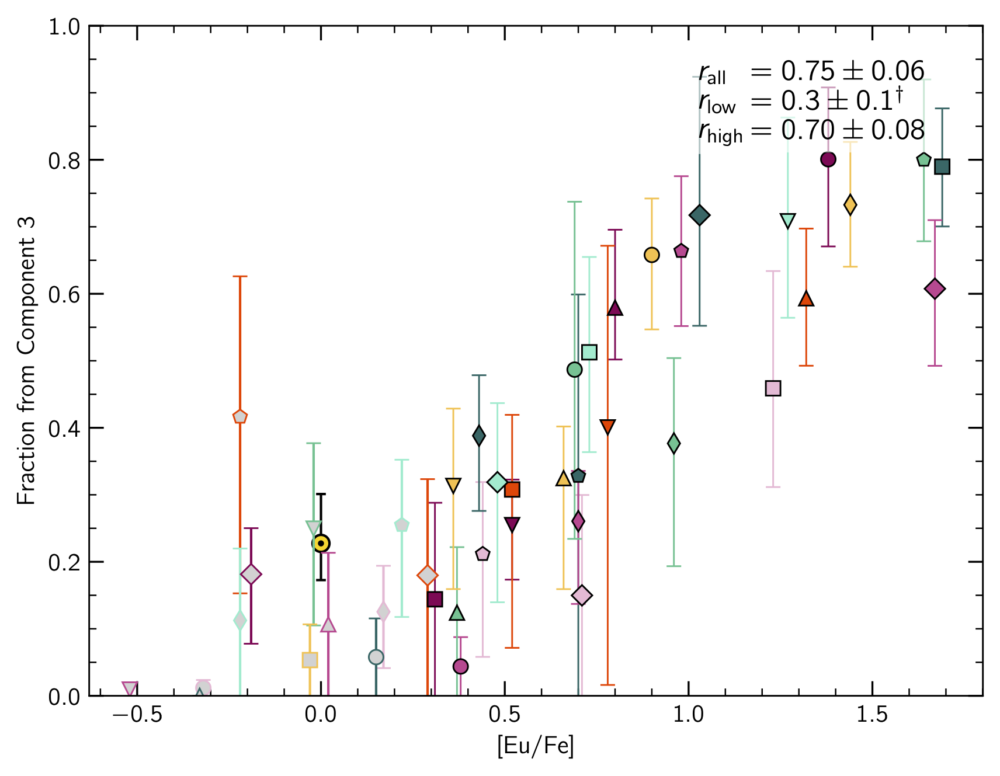 1.0
0.8
0.6
0.4
0.2
0.0
Fraction from Component 3
r_all = 0.75 ± 0.06
r_low = 0.3 ± 0.1†
r_high = 0.70 ± 0.08
−0.5 0.0 0.5 1.0 1.5
[Eu/Fe]